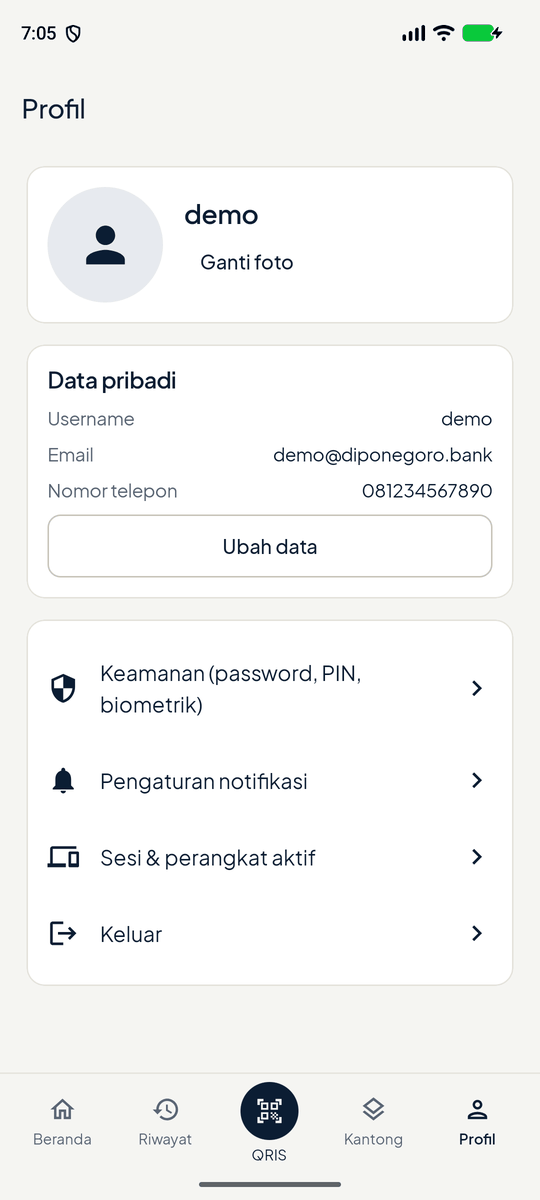 7:05
Profil
demo
Ganti foto
Data pribadi
Username demo
Email demo@diponegoro.bank
Nomor telepon 081234567890
Ubah data
Keamanan (password, PIN,
biometrik)
Pengaturan notifikasi
Sesi & perangkat aktif
Keluar
Beranda Riwayat QRIS Kantong Profil